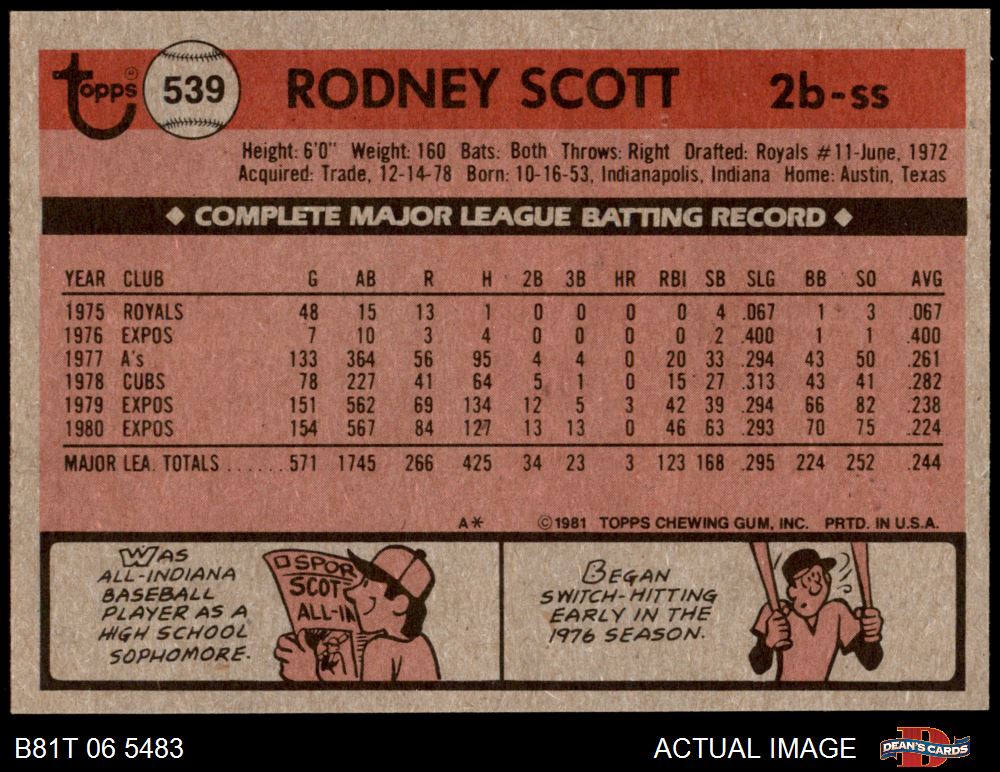 topps®
539
RODNEY SCOTT 2b-ss
Height: 6'0" Weight: 160 Bats: Both Throws: Right Drafted: Royals #11-June, 1972
Acquired: Trade, 12-14-78 Born: 10-16-53, Indianapolis, Indiana Home: Austin, Texas
◆ COMPLETE MAJOR LEAGUE BATTING RECORD ◆
YEAR CLUB G AB R H 2B 3B HR RBI SB SLG BB SO AVG
1975 ROYALS 48 15 13 1 0 0 0 0 4 .067 1 3 .067
1976 EXPOS 7 10 3 4 0 0 0 0 2 .400 1 1 .400
1977 A's 133 364 56 95 4 4 0 20 33 .294 43 50 .261
1978 CUBS 78 227 41 64 5 1 0 15 27 .313 43 41 .282
1979 EXPOS 151 562 69 134 12 5 3 42 39 .294 66 82 .238
1980 EXPOS 154 567 84 127 13 13 0 46 63 .293 70 75 .224
MAJOR LEA. TOTALS ...... 571 1745 266 425 34 23 3 123 168 .295 224 252 .244
A* ©1981 TOPPS CHEWING GUM, INC. PRTD. IN U.S.A.
WAS
ALL-INDIANA
BASEBALL
PLAYER AS A
HIGH SCHOOL
SOPHOMORE.
SPOR
SCOT
ALL-IN
BEGAN
SWITCH-HITTING
EARLY IN THE
1976 SEASON.
B81T 06 5483 ACTUAL IMAGE DEAN'S CARDS